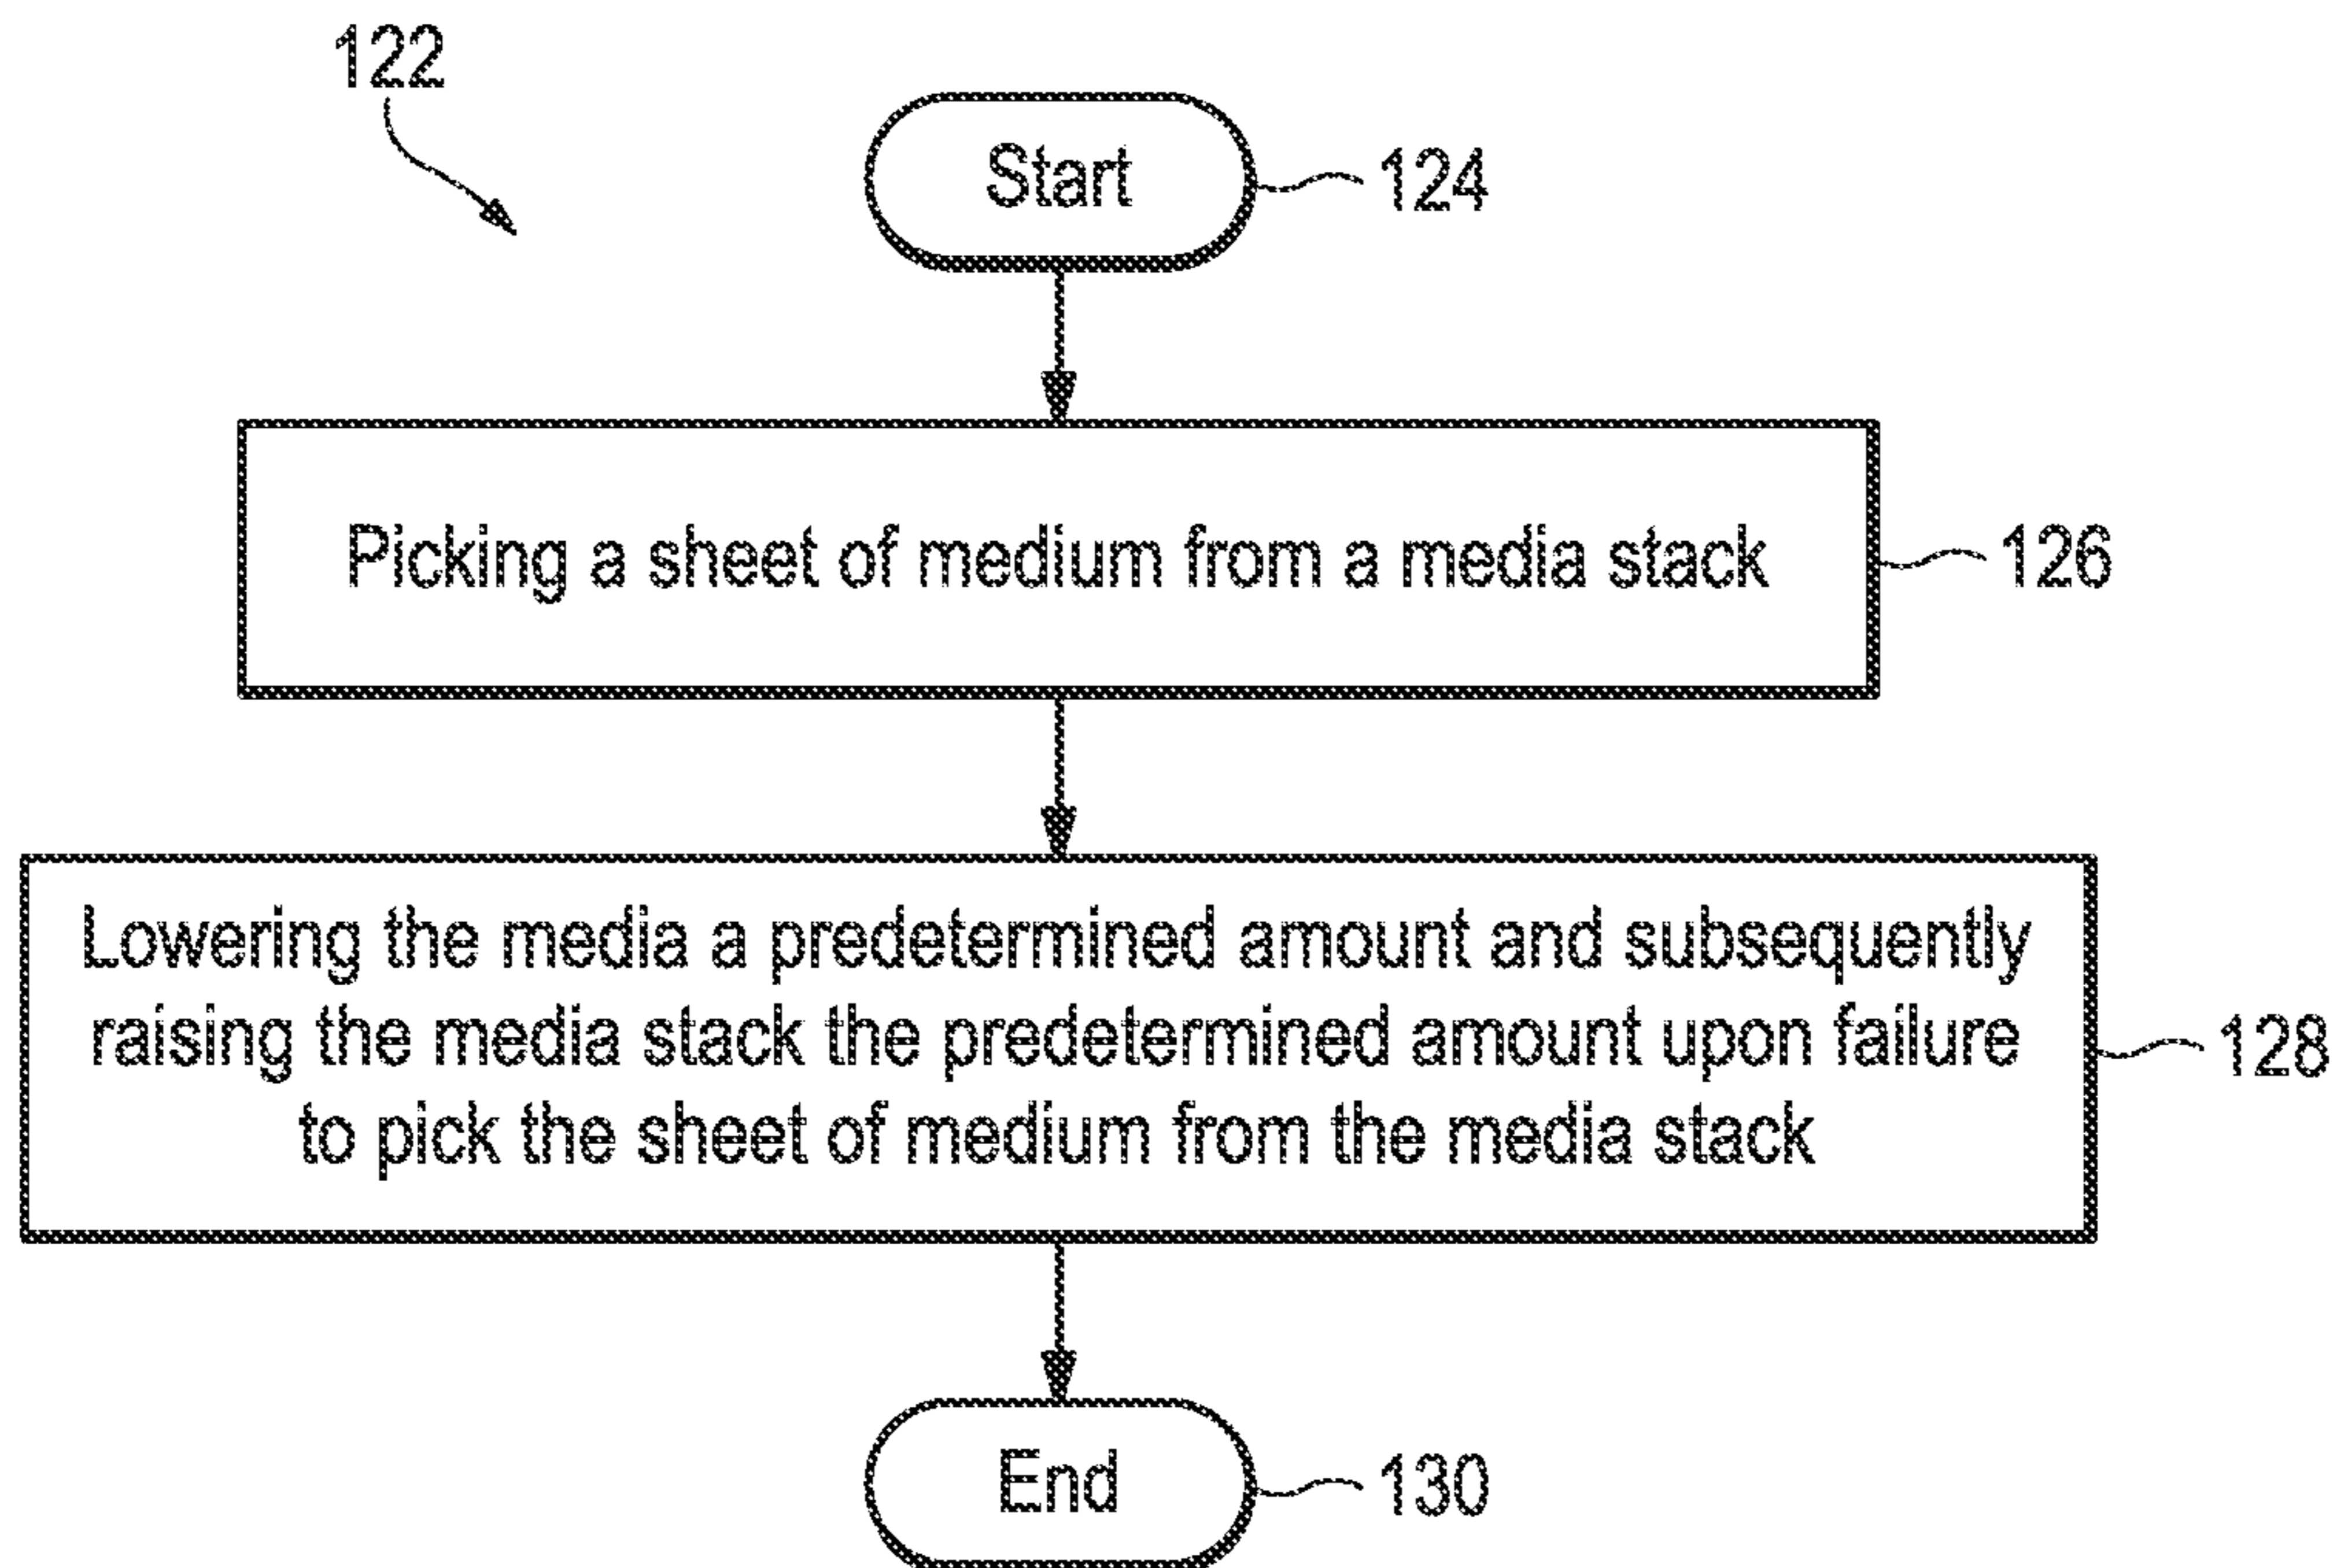 122
Start
124
Picking a sheet of medium from a media stack
126
Lowering the media a predetermined amount and subsequently
raising the media stack the predetermined amount upon failure
to pick the sheet of medium from the media stack
128
End
130